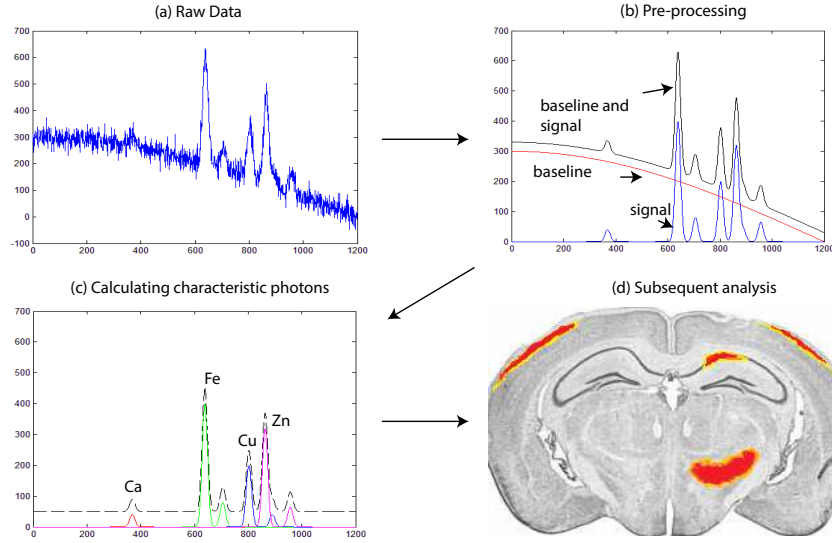 (a) Raw Data
700
600
500
400
300
200
100
0
-100
0 200 400 600 800 1000 1200
(b) Pre-processing
700
600
500
400
300
200
100
0
baseline and
signal
baseline
signal
0 200 400 600 800 1000 1200
(c) Calculating characteristic photons
700
600
500
400
300
200
100
0
Fe
Zn
Cu
Ca
0 200 400 600 800 1000 1200
(d) Subsequent analysis